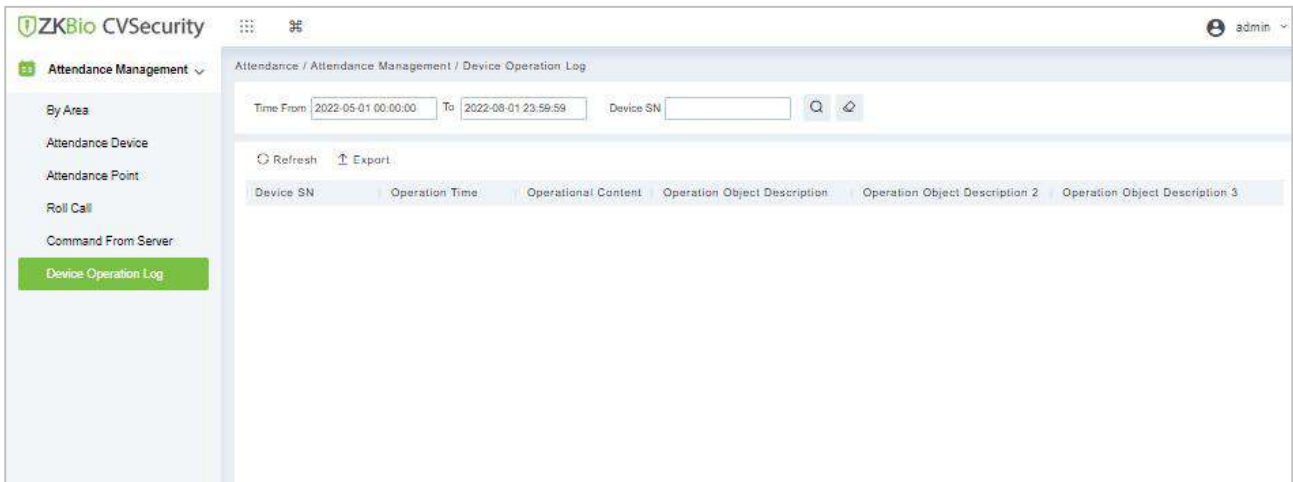 ZKBio CVSecurity
admin
Attendance Management
Attendance / Attendance Management / Device Operation Log
By Area
Attendance Device
Attendance Point
Roll Call
Command From Server
Device Operation Log
Time From 2022-05-01 00:00:00 To 2022-08-01 23:59:59 Device SN
Refresh Export
Device SN Operation Time Operational Content Operation Object Description Operation Object Description 2 Operation Object Description 3